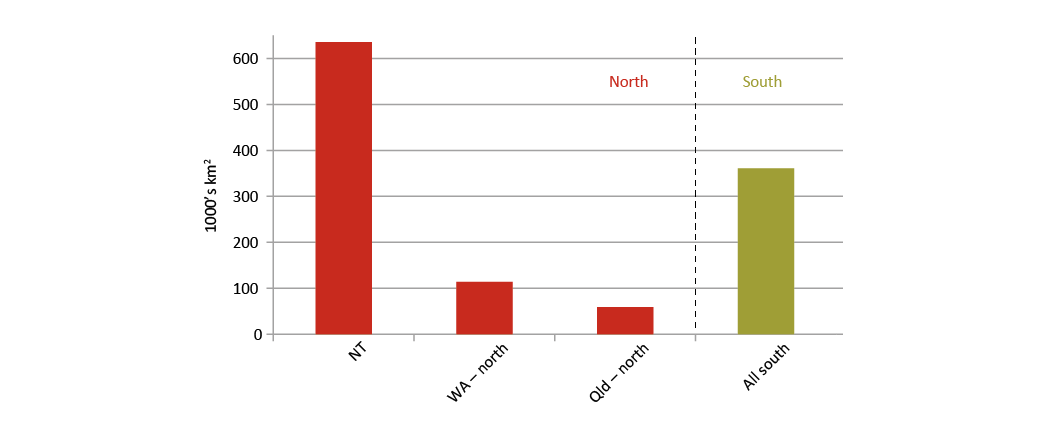 1000's km²
600
500
400
300
200
100
0
North
South
NT
WA – north
Qld – north
All south